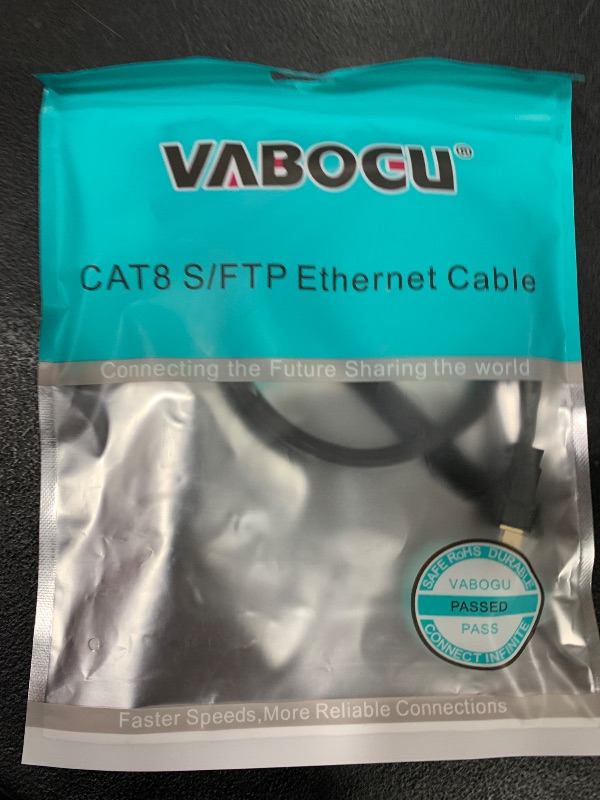 VABOGU®
CAT8 S/FTP Ethernet Cable
Connecting the Future Sharing the world
SAFE RoHS DURABLE
VABOGU
PASSED
PASS
CONNECT INFINITE
Faster Speeds,More Reliable Connections